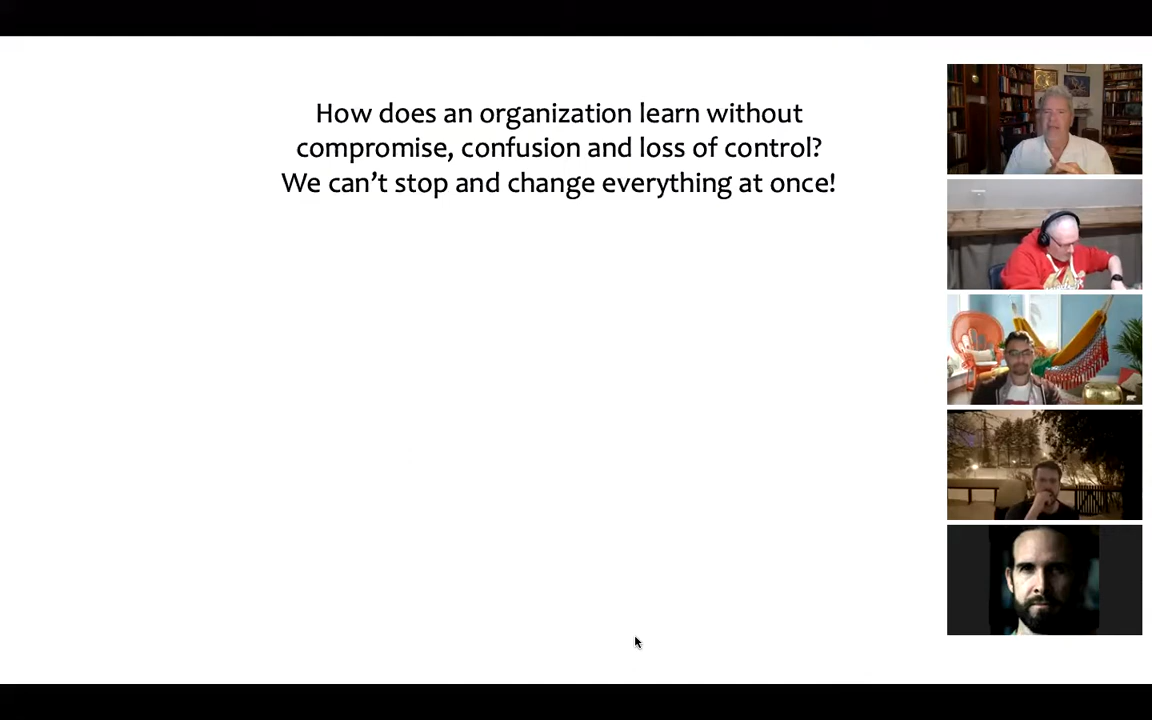 How does an organization learn without
compromise, confusion and loss of control?
We can’t stop and change everything at once!